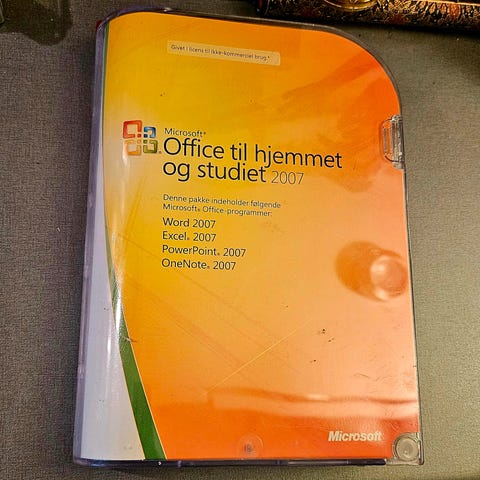 Givet i licens til ikke-kommerciel brug.*
Microsoft®
Office til hjemmet
og studiet 2007
Denne pakke indeholder følgende
Microsoft® Office-programmer:
Word 2007
Excel® 2007
PowerPoint® 2007
OneNote® 2007
Microsoft